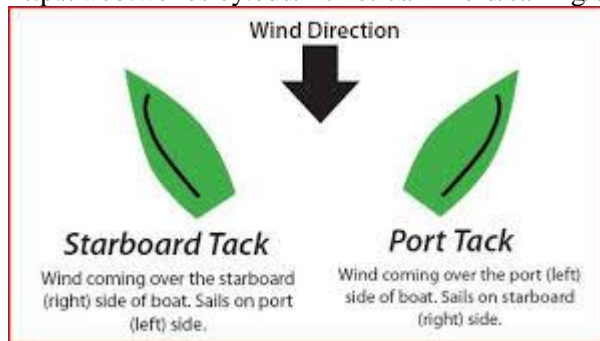 Wind Direction
Starboard Tack
Wind coming over the starboard
(right) side of boat. Sails on port
(left) side.
Port Tack
Wind coming over the port (left)
side of boat. Sails on starboard
(right) side.